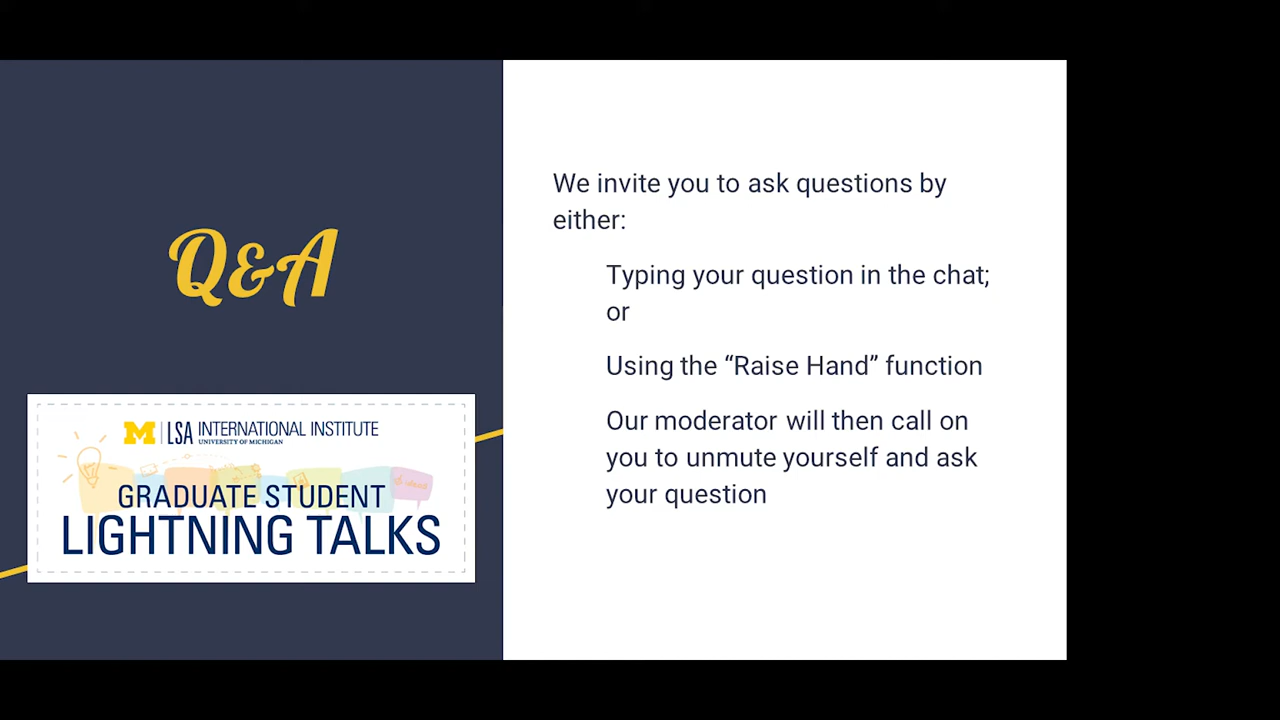 Q&A
M LSA INTERNATIONAL INSTITUTE
UNIVERSITY OF MICHIGAN
GRADUATE STUDENT
LIGHTNING TALKS
We invite you to ask questions by
either:
Typing your question in the chat;
or
Using the “Raise Hand” function
Our moderator will then call on
you to unmute yourself and ask
your question